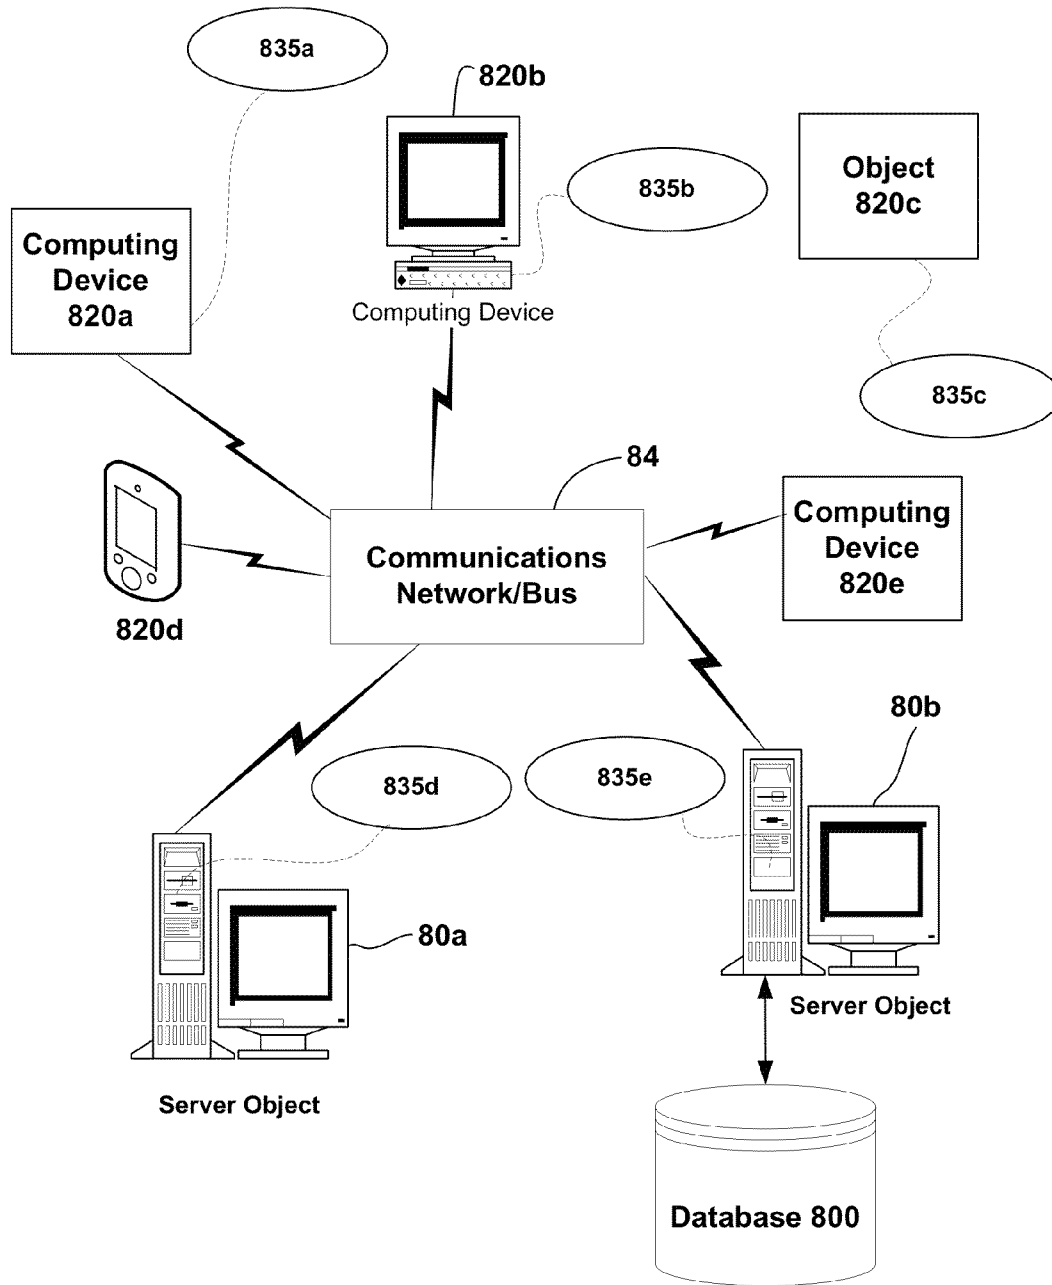 835a
820b
835b
Object
820c
Computing
Device
820a
Computing Device
835c
84
Communications
Network/Bus
Computing
Device
820e
820d
80b
835d
835e
80a
Server Object
Server Object
Database 800